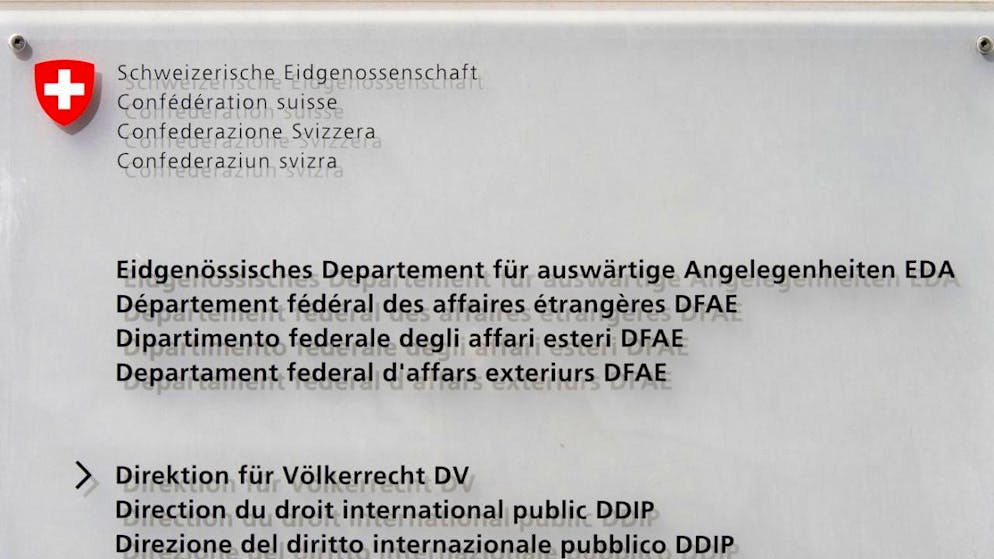 Schweizerische Eidgenossenschaft
Confédération suisse
Confederazione Svizzera
Confederaziun svizra
Eidgenössisches Departement für auswärtige Angelegenheiten EDA
Département fédéral des affaires étrangères DFAE
Dipartimento federale degli affari esteri DFAE
Departament federal d'affars exteriurs DFAE
Direktion für Völkerrecht DV
Direction du droit international public DDIP
Direzione del diritto internazionale pubblico DDIP